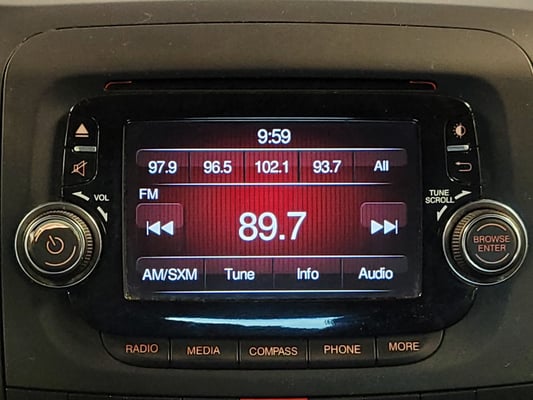 9:59
97.9 96.5 102.1 93.7 All
FM
89.7
VOL
TUNE
SCROLL
BROWSE
ENTER
AM/SXM Tune Info Audio
RADIO MEDIA COMPASS PHONE MORE